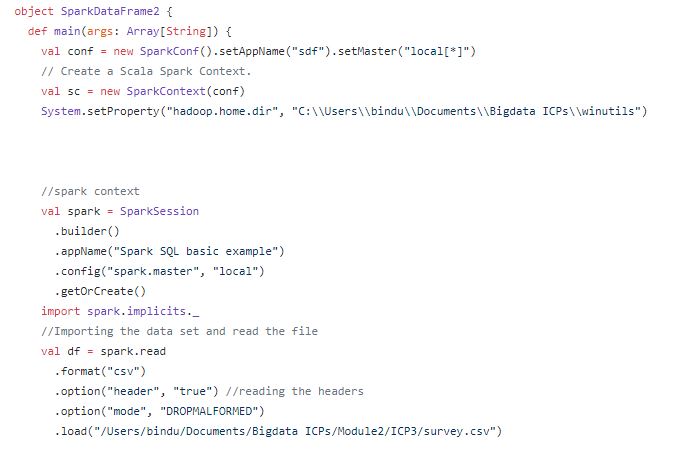 object SparkDataFrame2 {
def main(args: Array[String]) {
val conf = new SparkConf().setAppName("sdf").setMaster("local[*]")
// Create a Scala Spark Context.
val sc = new SparkContext(conf)
System.setProperty("hadoop.home.dir", "C:\\Users\\bindu\\Documents\\Bigdata ICPs\\winutils")
//spark context
val spark = SparkSession
.builder()
.appName("Spark SQL basic example")
.config("spark.master", "local")
.getOrCreate()
import spark.implicits._
//Importing the data set and read the file
val df = spark.read
.format("csv")
.option("header", "true") //reading the headers
.option("mode", "DROPMALFORMED")
.load("/Users/bindu/Documents/Bigdata ICPs/Module2/ICP3/survey.csv")